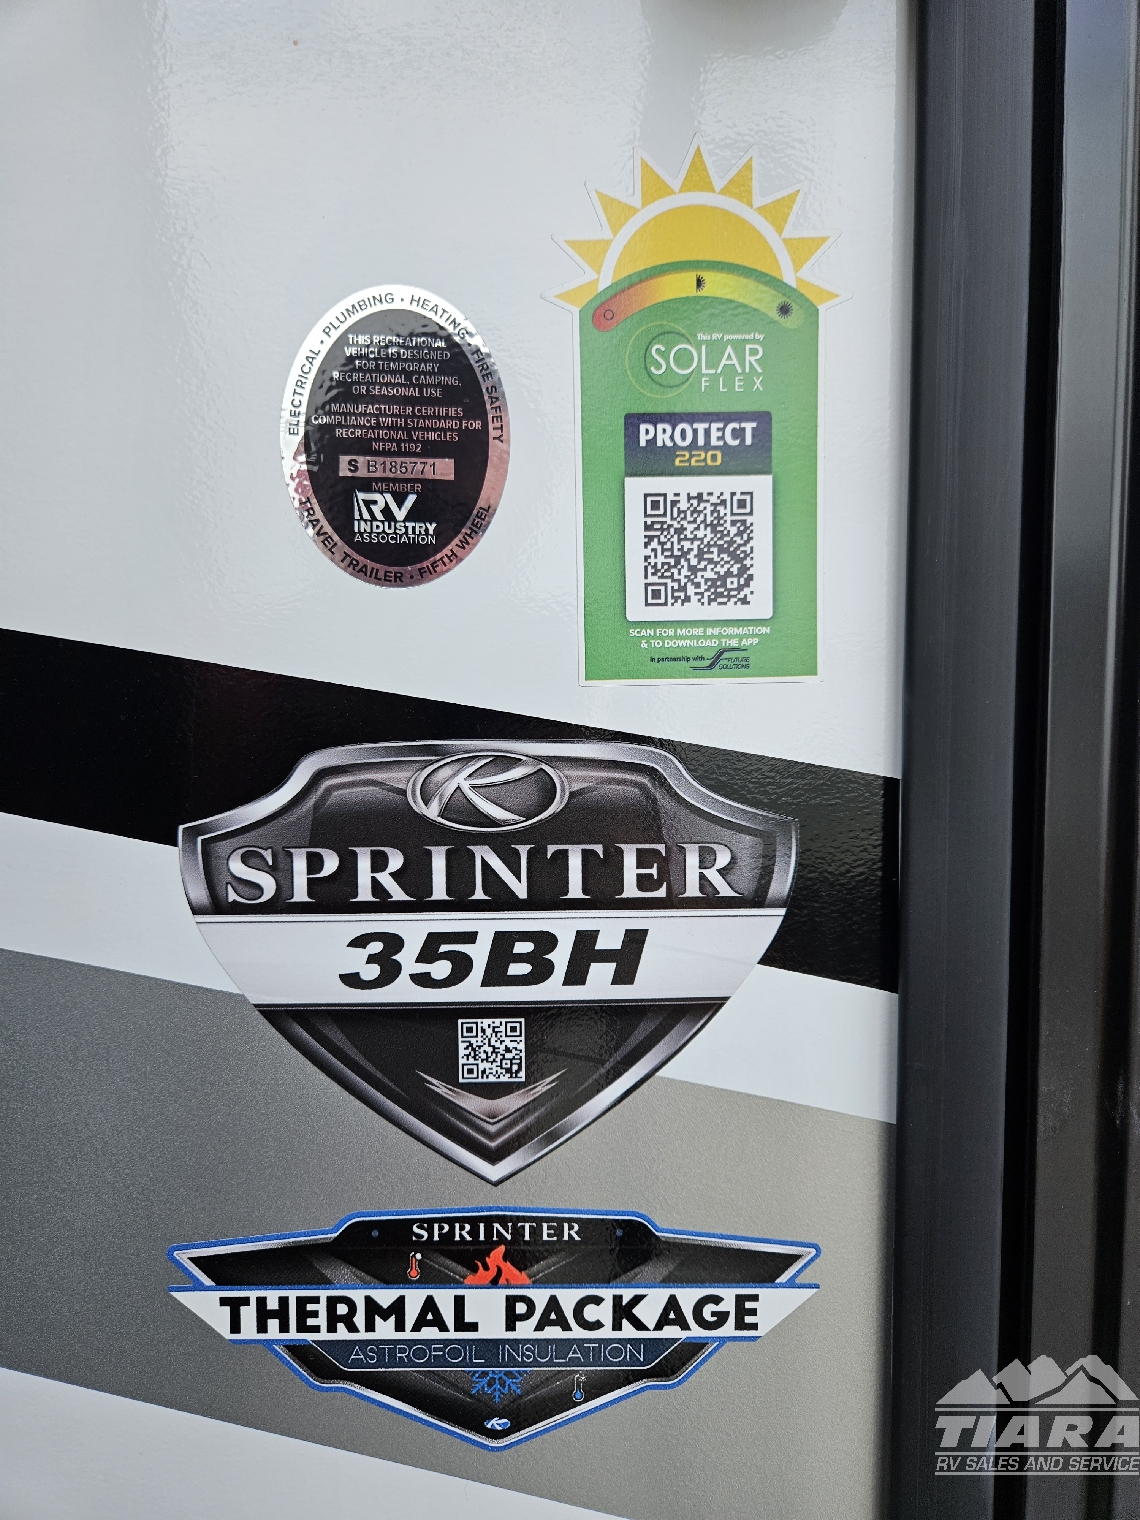 ELECTRICAL • PLUMBING • HEATING • FIRE SAFETY
THIS RECREATIONAL
VEHICLE IS DESIGNED
FOR TEMPORARY
RECREATIONAL, CAMPING,
OR SEASONAL USE
MANUFACTURER CERTIFIES
COMPLIANCE WITH STANDARD FOR
RECREATIONAL VEHICLES
NFPA 1192
S B185771
MEMBER
RV
INDUSTRY
ASSOCIATION
TRAVEL TRAILER • FIFTH WHEEL
This RV powered by
SOLAR
FLEX
PROTECT
220
SCAN FOR MORE INFORMATION
& TO DOWNLOAD THE APP
In partnership with FUTURE
SOLUTIONS
K
SPRINTER
35BH
SPRINTER
THERMAL PACKAGE
ASTROFOIL INSULATION
K
TIARA
RV SALES AND SERVICE